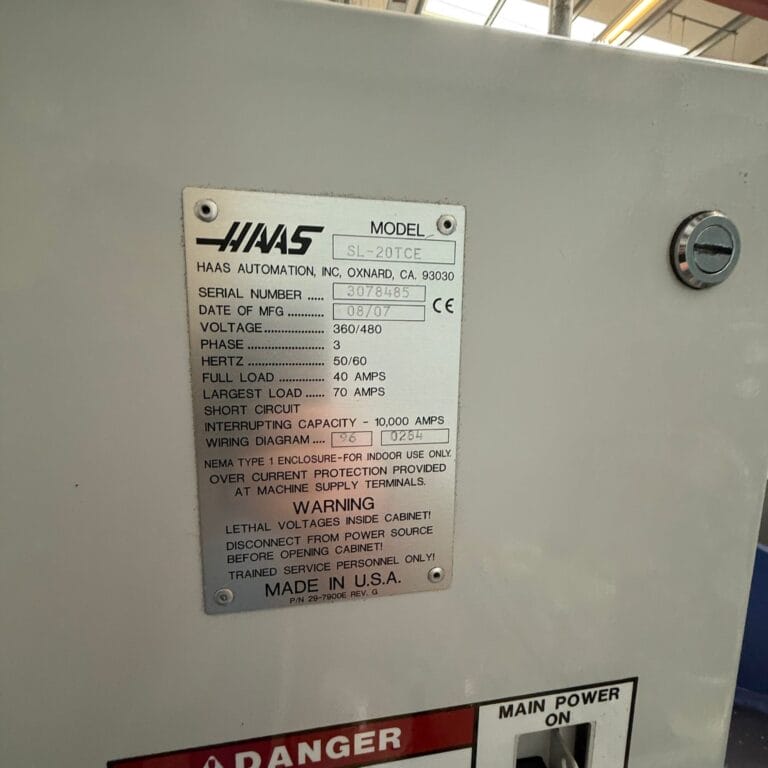 HAAS
MODEL
SL-20TCE
HAAS AUTOMATION, INC, OXNARD, CA. 93030
SERIAL NUMBER ..... 3078485
DATE OF MFG ........... 08/07
CE
VOLTAGE................. 360/480
PHASE ...................... 3
HERTZ ...................... 50/60
FULL LOAD .............. 40 AMPS
LARGEST LOAD ...... 70 AMPS
SHORT CIRCUIT
INTERRUPTING CAPACITY - 10,000 AMPS
WIRING DIAGRAM .... 96 0284
NEMA TYPE 1 ENCLOSURE-FOR INDOOR USE ONLY.
OVER CURRENT PROTECTION PROVIDED
AT MACHINE SUPPLY TERMINALS.
WARNING
LETHAL VOLTAGES INSIDE CABINET!
DISCONNECT FROM POWER SOURCE
BEFORE OPENING CABINET!
TRAINED SERVICE PERSONNEL ONLY!
MADE IN U.S.A.
P/N 29-7900E REV. G
MAIN POWER
ON
DANGER